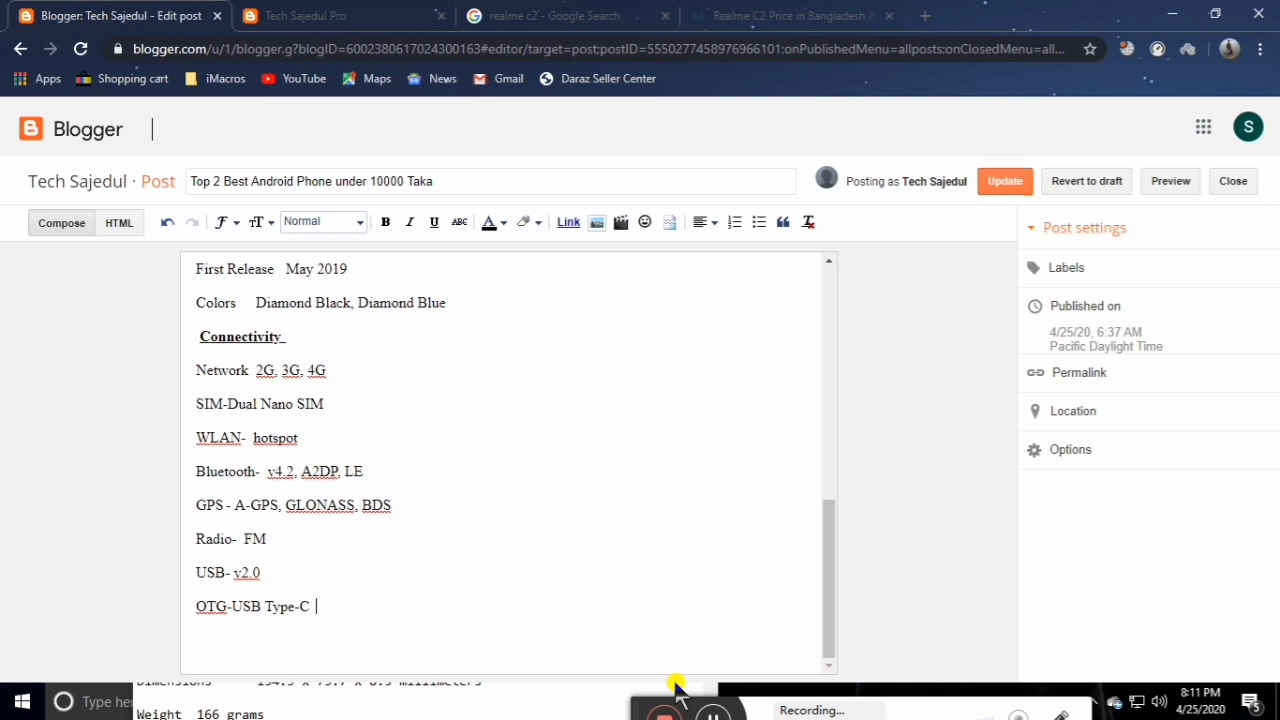 Blogger: Tech Sajedul - Edit post
Tech Sajedul Pro
realme c2 - Google Search
Realme C2 Price in Bangladesh &
blogger.com/u/1/blogger.g?blogID=6002380617024300163#editor/target=post;postID=5550277458976966101;onPublishedMenu=allposts;onClosedMenu=all...
Apps Shopping cart iMacros YouTube Maps News Gmail Daraz Seller Center
Blogger
S
Tech Sajedul · Post
Top 2 Best Android Phone under 10000 Taka
Posting as Tech Sajedul
Update
Revert to draft
Preview
Close
Compose HTML
Normal
B I U ABC A Link
Post settings
Labels
Published on
4/25/20, 6:37 AM
Pacific Daylight Time
Permalink
Location
Options
First Release May 2019
Colors Diamond Black, Diamond Blue
Connectivity
Network 2G, 3G, 4G
SIM-Dual Nano SIM
WLAN- hotspot
Bluetooth- v4.2, A2DP, LE
GPS - A-GPS, GLONASS, BDS
Radio- FM
USB- v2.0
OTG-USB Type-C
Type he
Weight 166 grams
Recording...
8:11 PM
4/25/2020
5